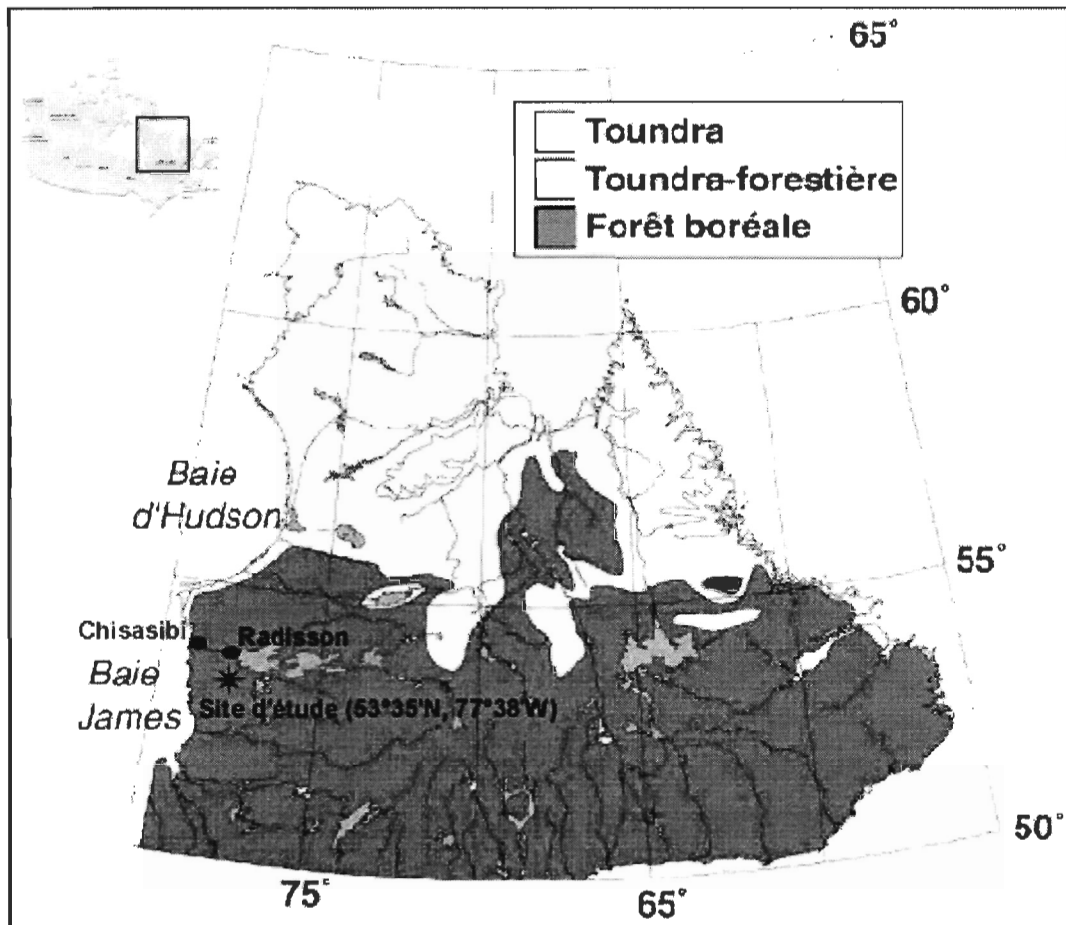 65°
Toundra
Toundra-forestière
Forêt boréale
60°
Baie
d'Hudson
55°
Chisasibi
Radisson
Baie
James
Site d'étude (53°35'N, 77°38'W)
50°
75°
65°